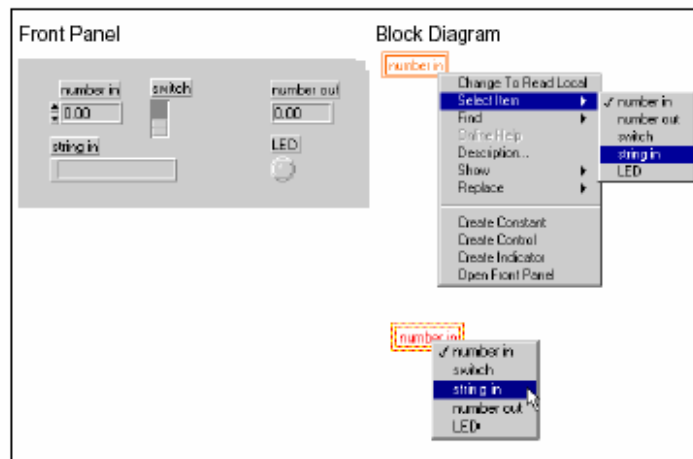 Front Panel
Block Diagram
number in
switch
number out
0.00
0.00
string in
LED
number in
Change To Read Local
Select Item
Find
Online Help
Description...
Show
Replace
Create Constant
Create Control
Create Indicator
Open Front Panel
✓ number in
number out
switch
string in
LED
number in
✓ number in
switch
string in
number out
LED